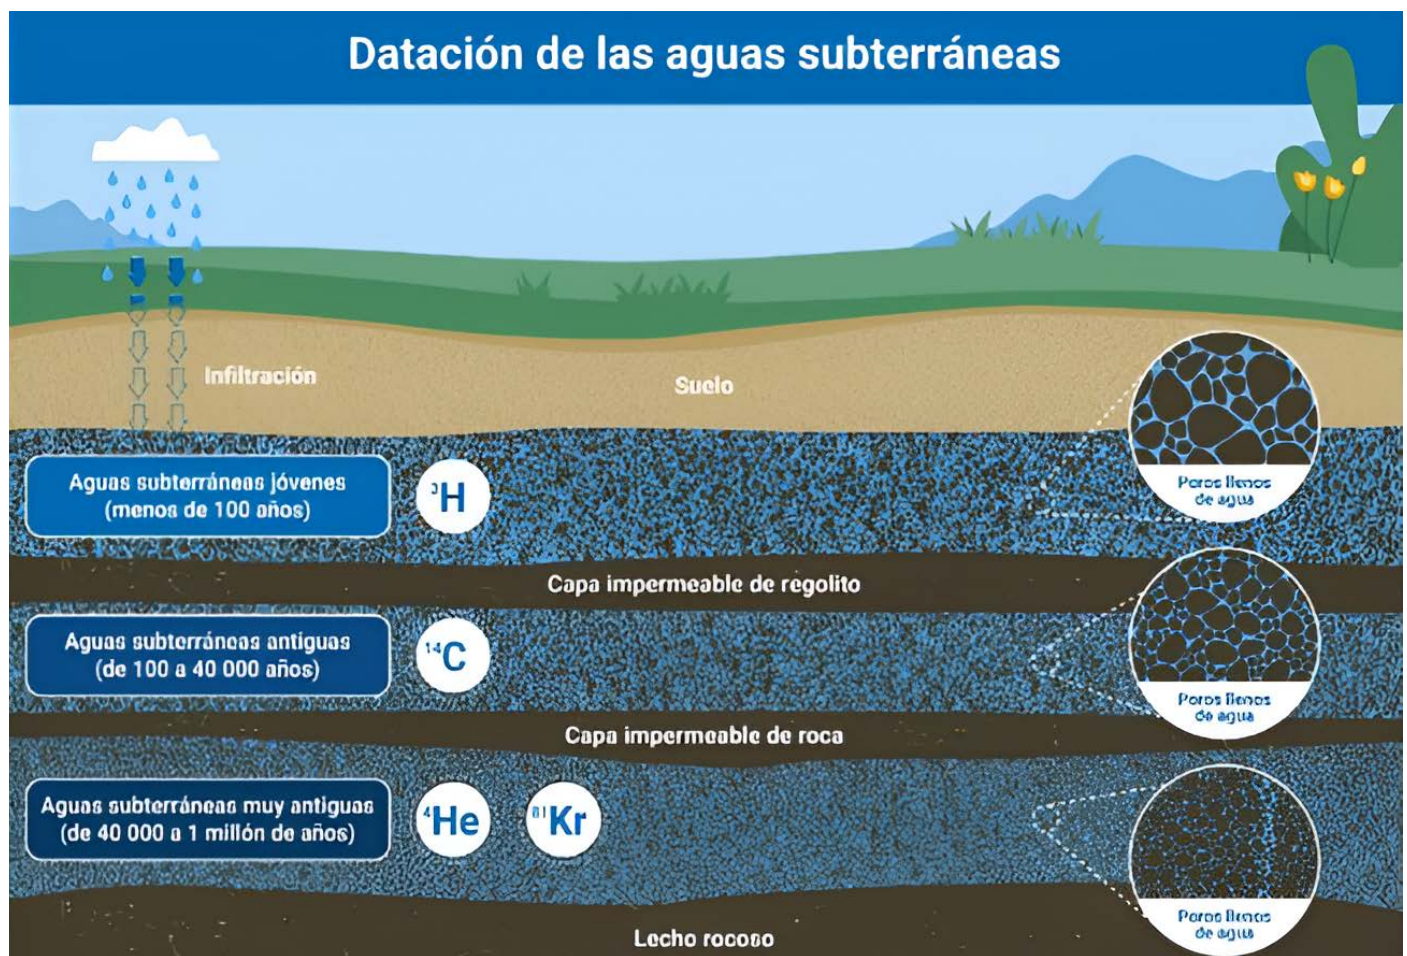 Datación de las aguas subterráneas
Infiltración
Suelo
Poros llenos
de agua
Aguas subterráneas jóvenes
(menos de 100 años)
³H
Capa impermeable de regolito
Aguas subterráneas antiguas
(de 100 a 40 000 años)
¹⁴C
Poros llenos
de agua
Capa impermeable de roca
Aguas subterráneas muy antiguas
(de 40 000 a 1 millón de años)
⁴He
⁸¹Kr
Poros llenos
de agua
Lecho rocoso